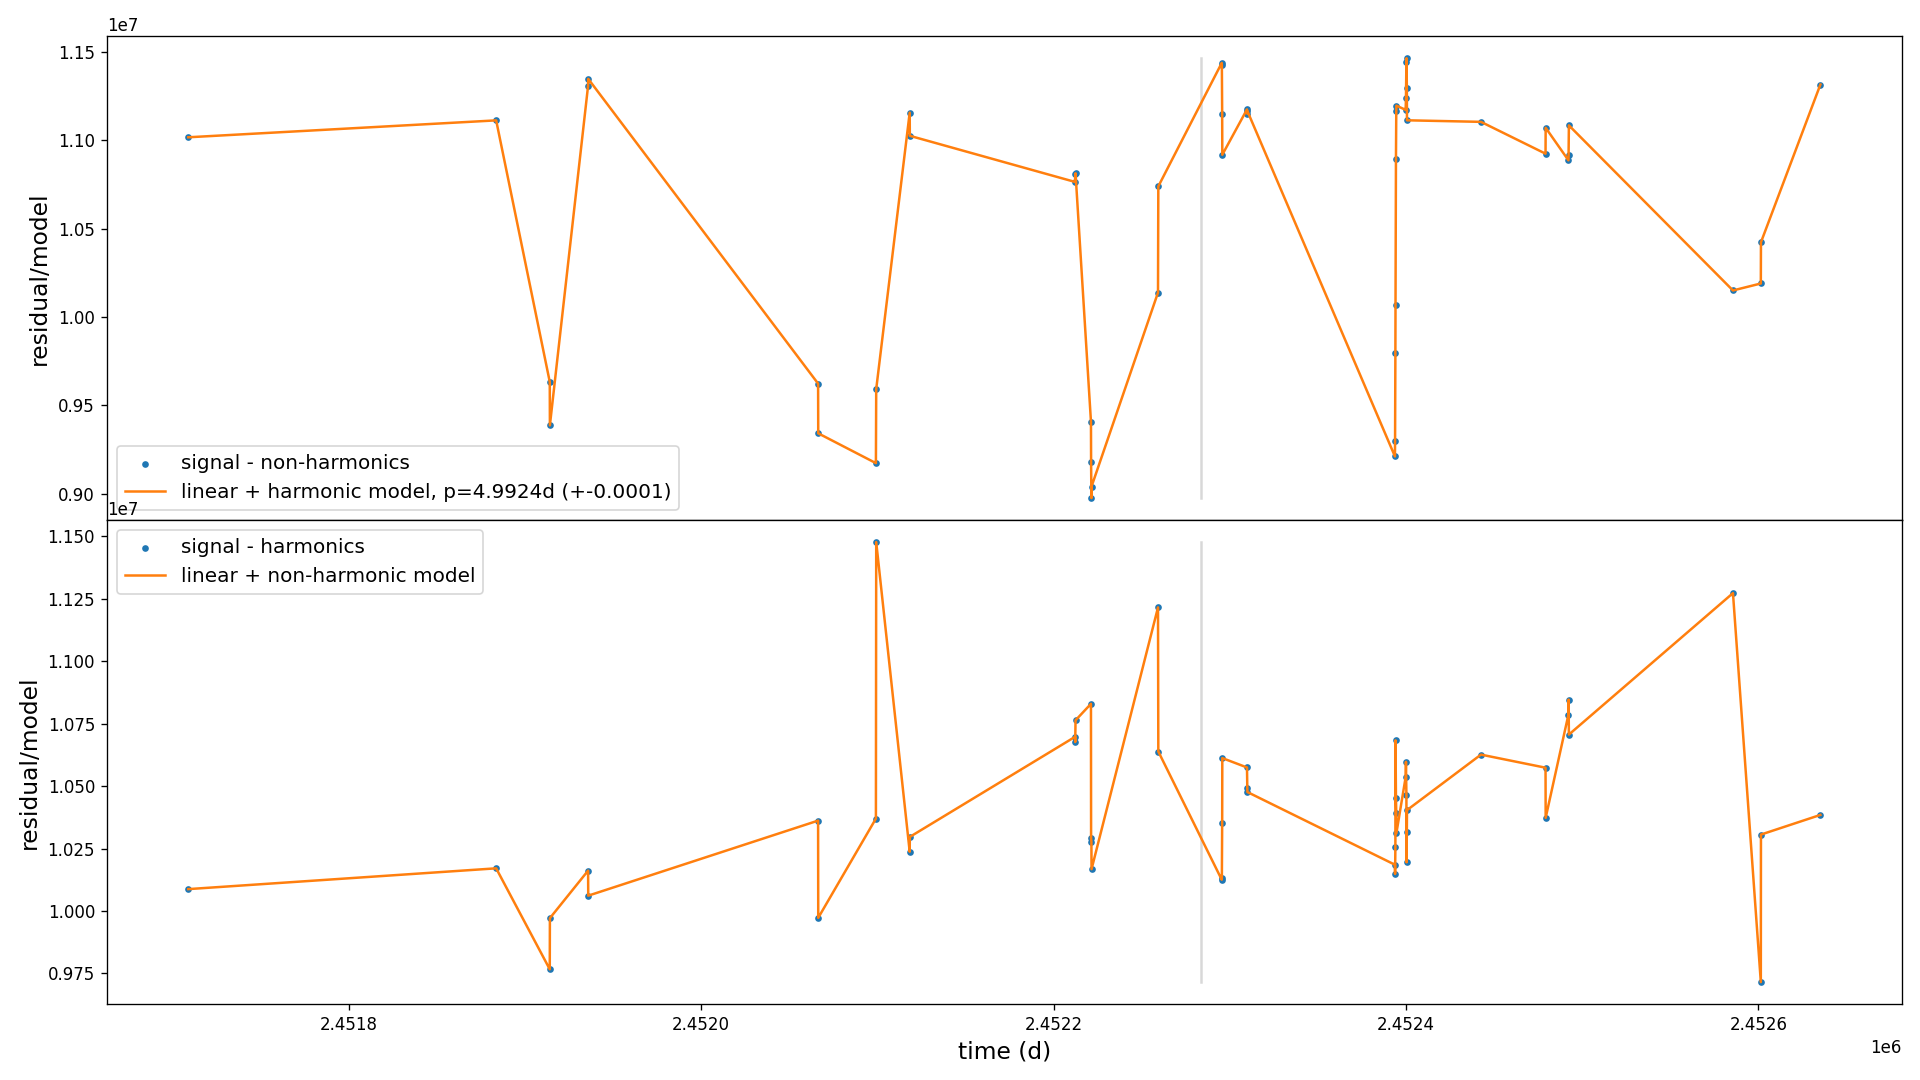 1e7
1.15
1.10
1.05
1.00
0.95
0.90
residual/model
signal - non-harmonics
linear + harmonic model, p=4.9924d (+-0.0001)
1e7
1.150
1.125
1.100
1.075
1.050
1.025
1.000
0.975
residual/model
signal - harmonics
linear + non-harmonic model
2.4518
2.4520
2.4522
2.4524
2.4526
time (d)
1e6